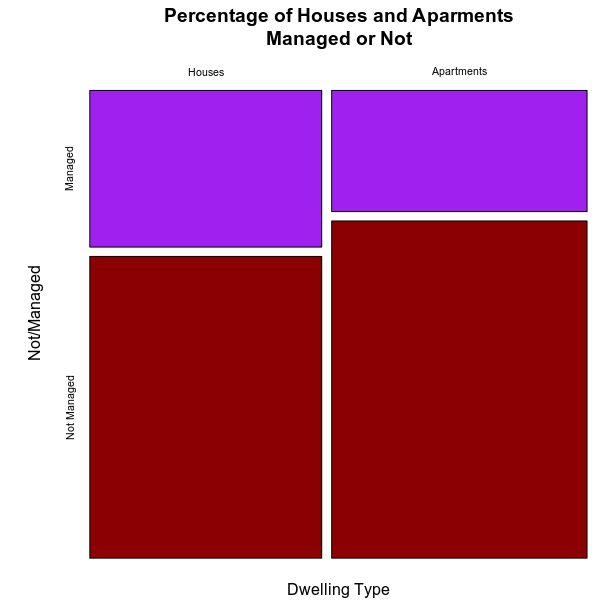 Percentage of Houses and Aparments
Managed or Not
Houses
Apartments
Managed
Not Managed
Not/Managed
Dwelling Type